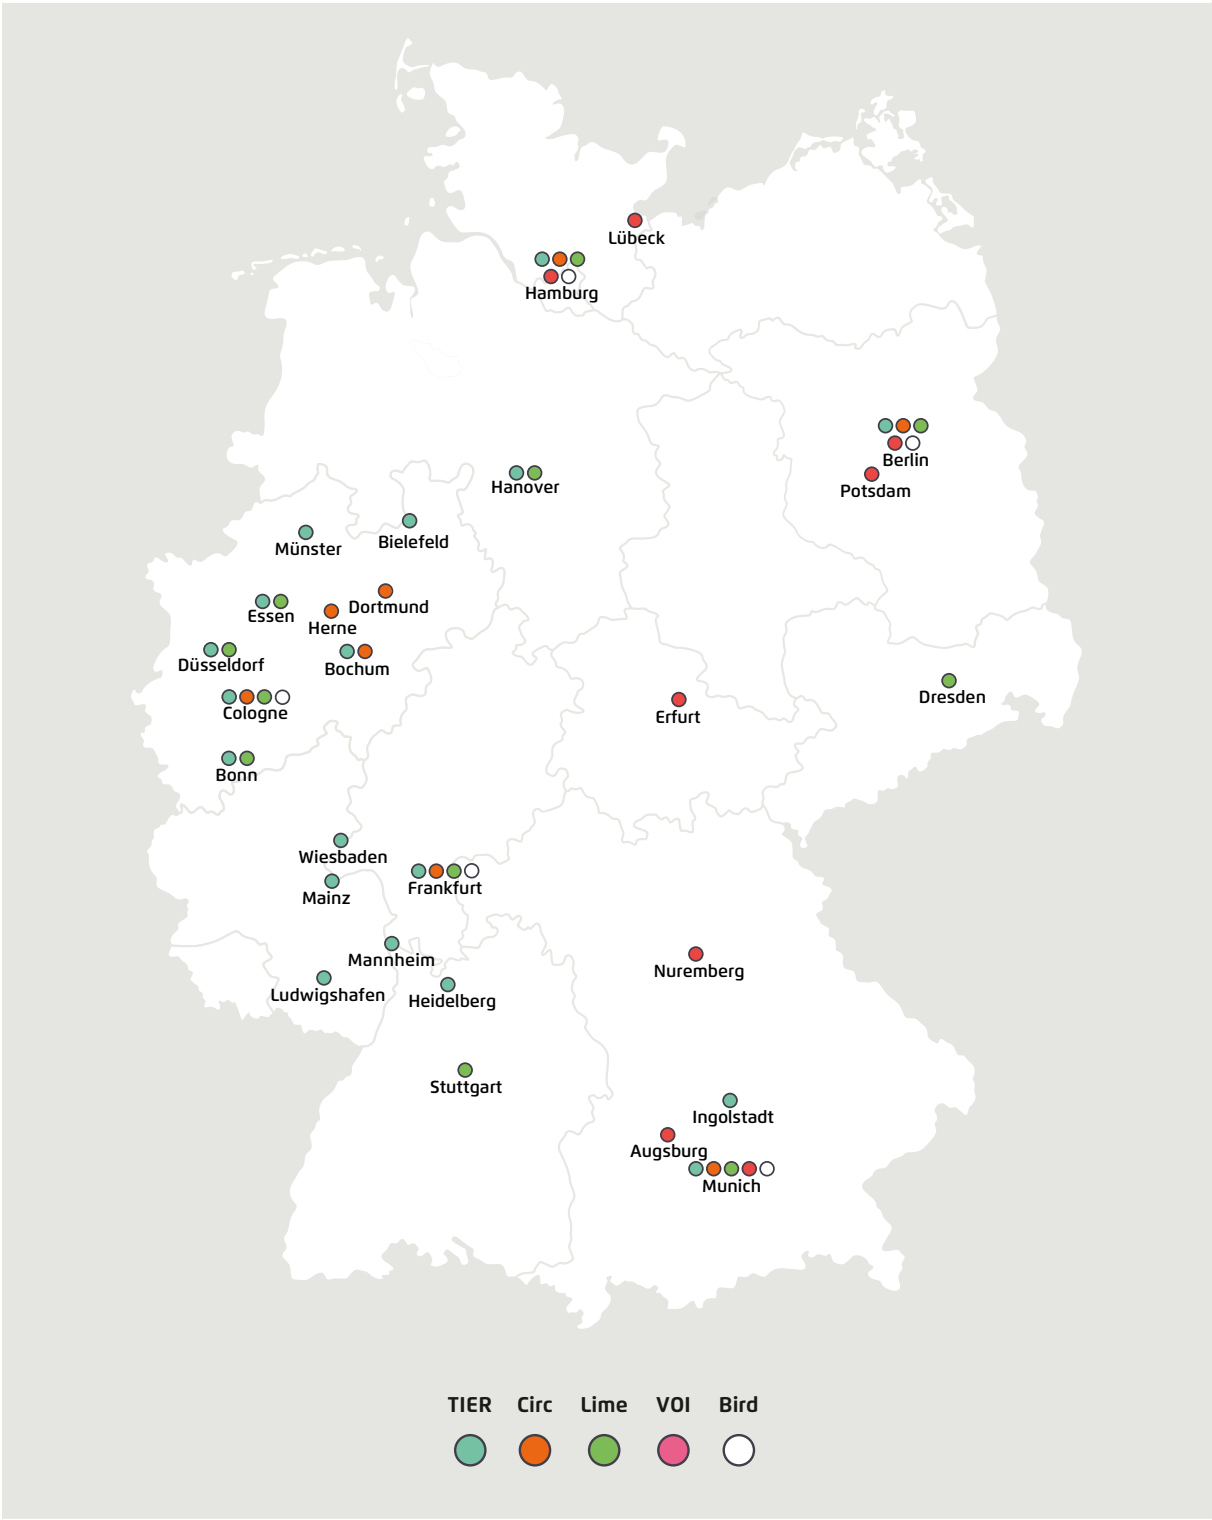 Lübeck
Hamburg
Berlin
Potsdam
Hanover
Bielefeld
Münster
Dortmund
Essen
Herne
Düsseldorf
Bochum
Cologne
Dresden
Erfurt
Bonn
Wiesbaden
Frankfurt
Mainz
Mannheim
Nuremberg
Ludwigshafen
Heidelberg
Stuttgart
Ingolstadt
Augsburg
Munich
TIER Circ Lime VOI Bird